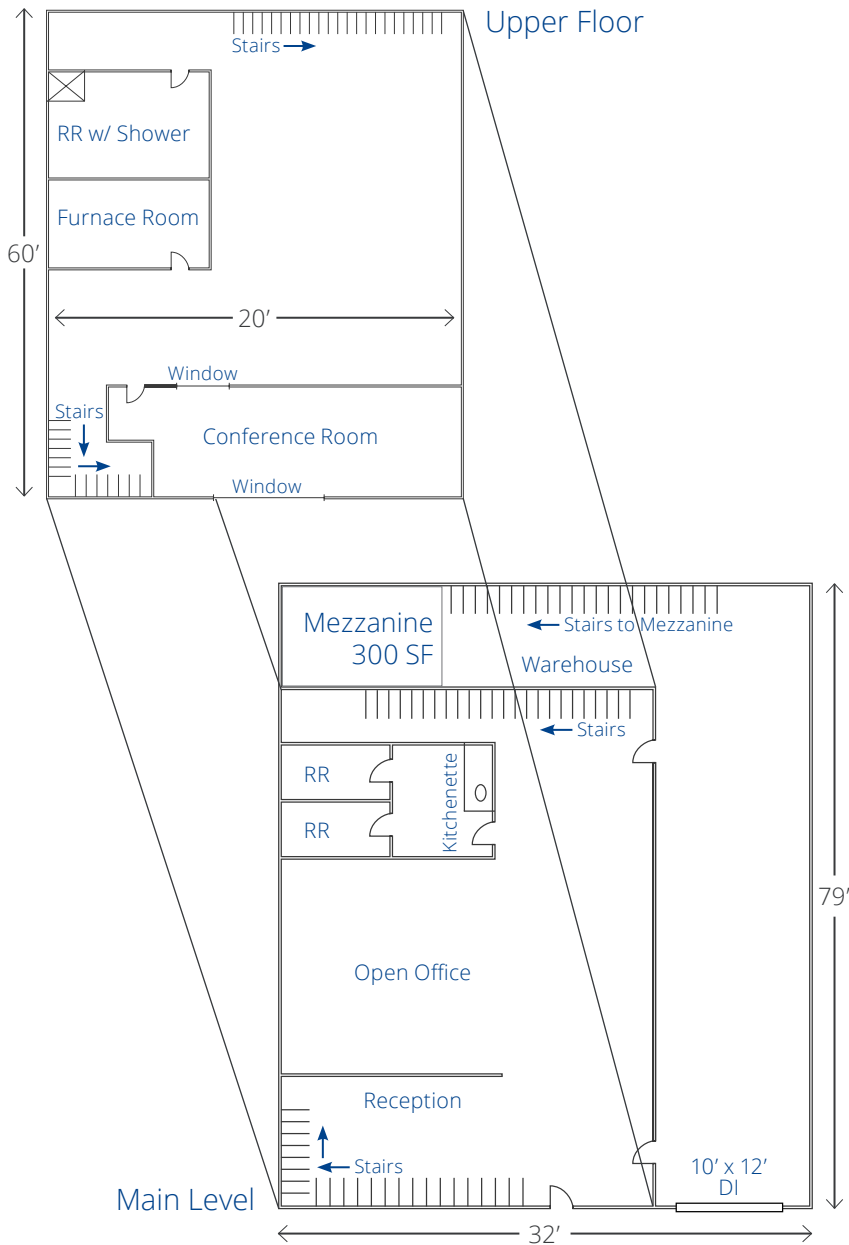 Upper Floor
Stairs
RR w/ Shower
Furnace Room
60’
20’
Window
Stairs
Conference Room
Window
Mezzanine
300 SF
Stairs to Mezzanine
Warehouse
Stairs
RR
Kitchenette
RR
79’
Open Office
Reception
Stairs
10’ x 12’
DI
Main Level
32’